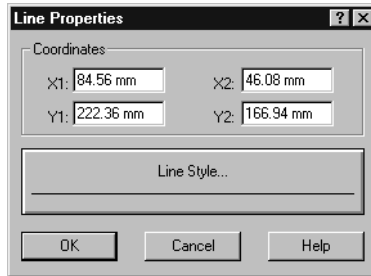 Line Properties
Coordinates
X1: 84.56 mm X2: 46.08 mm
Y1: 222.36 mm Y2: 166.94 mm
Line Style...
OK Cancel Help